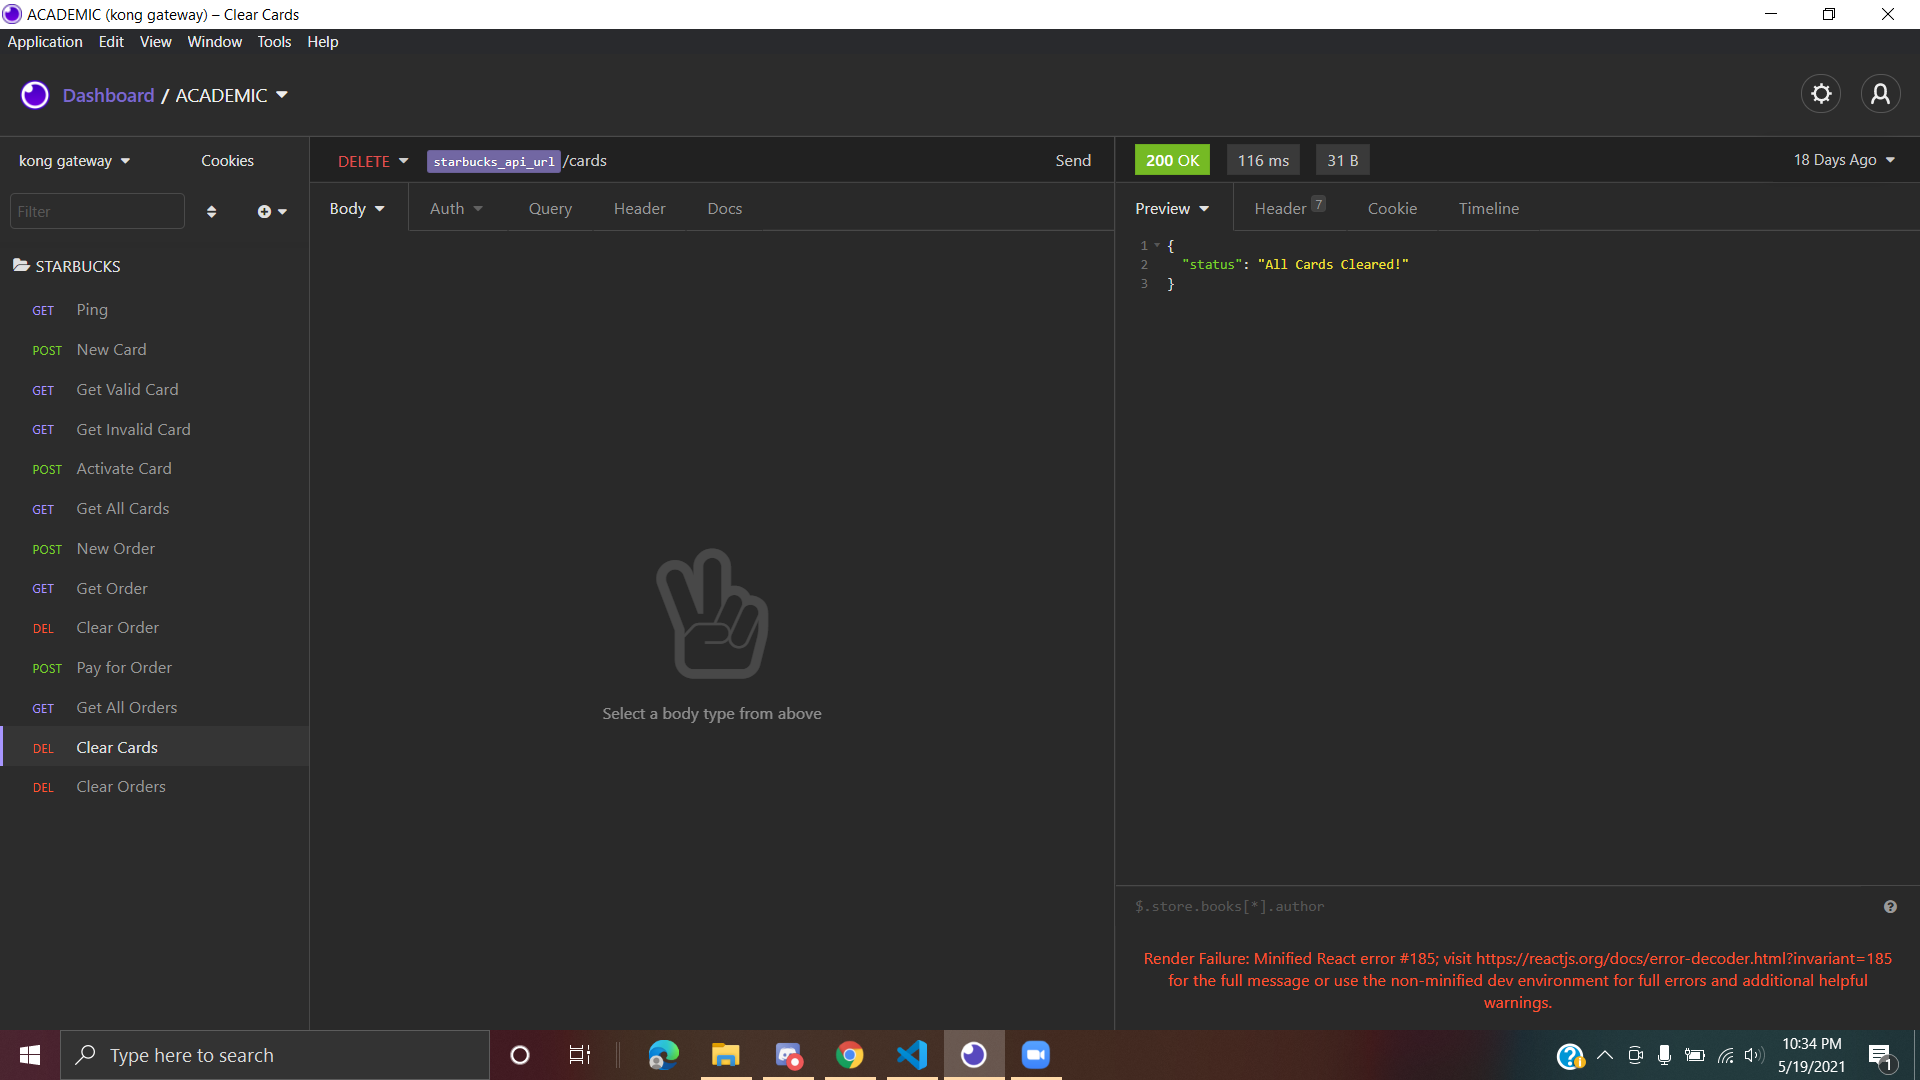 ACADEMIC (kong gateway) – Clear Cards
Application Edit View Window Tools Help
Dashboard / ACADEMIC
kong gateway Cookies
DELETE starbucks_api_url /cards Send
200 OK 116 ms 31 B 18 Days Ago
Filter
Body Auth Query Header Docs
Preview Header 7 Cookie Timeline
1 {
2 "status": "All Cards Cleared!"
3 }
STARBUCKS
GET Ping
POST New Card
GET Get Valid Card
GET Get Invalid Card
POST Activate Card
GET Get All Cards
POST New Order
GET Get Order
DEL Clear Order
POST Pay for Order
GET Get All Orders
DEL Clear Cards
DEL Clear Orders
Select a body type from above
$.store.books[*].author
Render Failure: Minified React error #185; visit https://reactjs.org/docs/error-decoder.html?invariant=185
for the full message or use the non-minified dev environment for full errors and additional helpful
warnings.
Type here to search
10:34 PM
5/19/2021
1